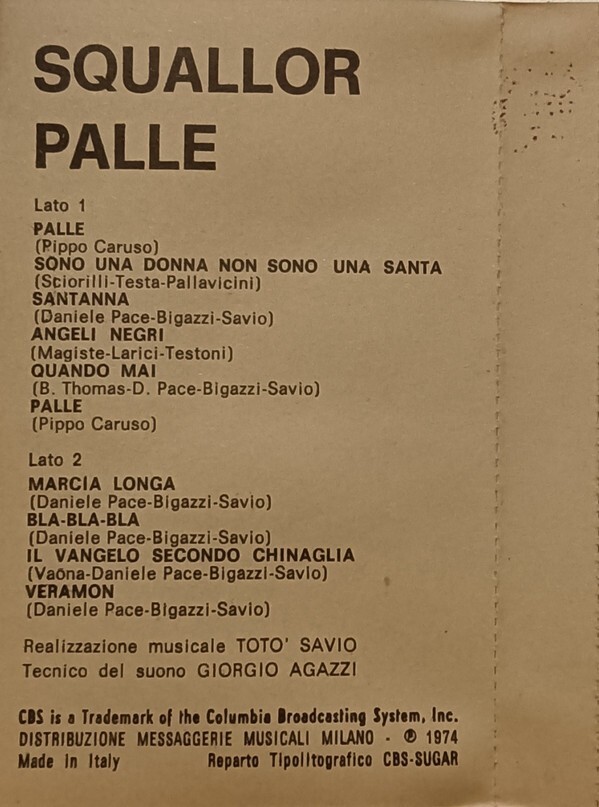 SQUALLOR
PALLE
Lato 1
PALLE
(Pippo Caruso)
SONO UNA DONNA NON SONO UNA SANTA
(Sciorilli-Testa-Pallavicini)
SANTANNA
(Daniele Pace-Bigazzi-Savio)
ANGELI NEGRI
(Magiste-Larici-Testoni)
QUANDO MAI
(B. Thomas-D. Pace-Bigazzi-Savio)
PALLE
(Pippo Caruso)
Lato 2
MARCIA LONGA
(Daniele Pace-Bigazzi-Savio)
BLA-BLA-BLA
(Daniele Pace-Bigazzi-Savio)
IL VANGELO SECONDO CHINAGLIA
(Vaona-Daniele Pace-Bigazzi-Savio)
VERAMON
(Daniele Pace-Bigazzi-Savio)
Realizzazione musicale TOTO' SAVIO
Tecnico del suono GIORGIO AGAZZI
CBS is a Trademark of the Columbia Broadcasting System, Inc.
DISTRIBUZIONE MESSAGGERIE MUSICALI MILANO - ℗ 1974
Made in Italy Reparto Tipolitografico CBS-SUGAR